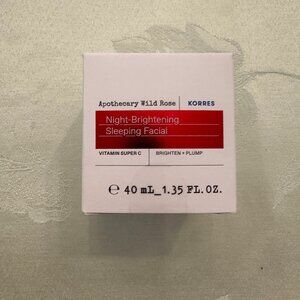 Apothecary Wild Rose | KORRES
Night-Brightening
Sleeping Facial
VITAMIN SUPER C | BRIGHTEN + PLUMP
℮ 40 mL_1.35 FL.OZ.